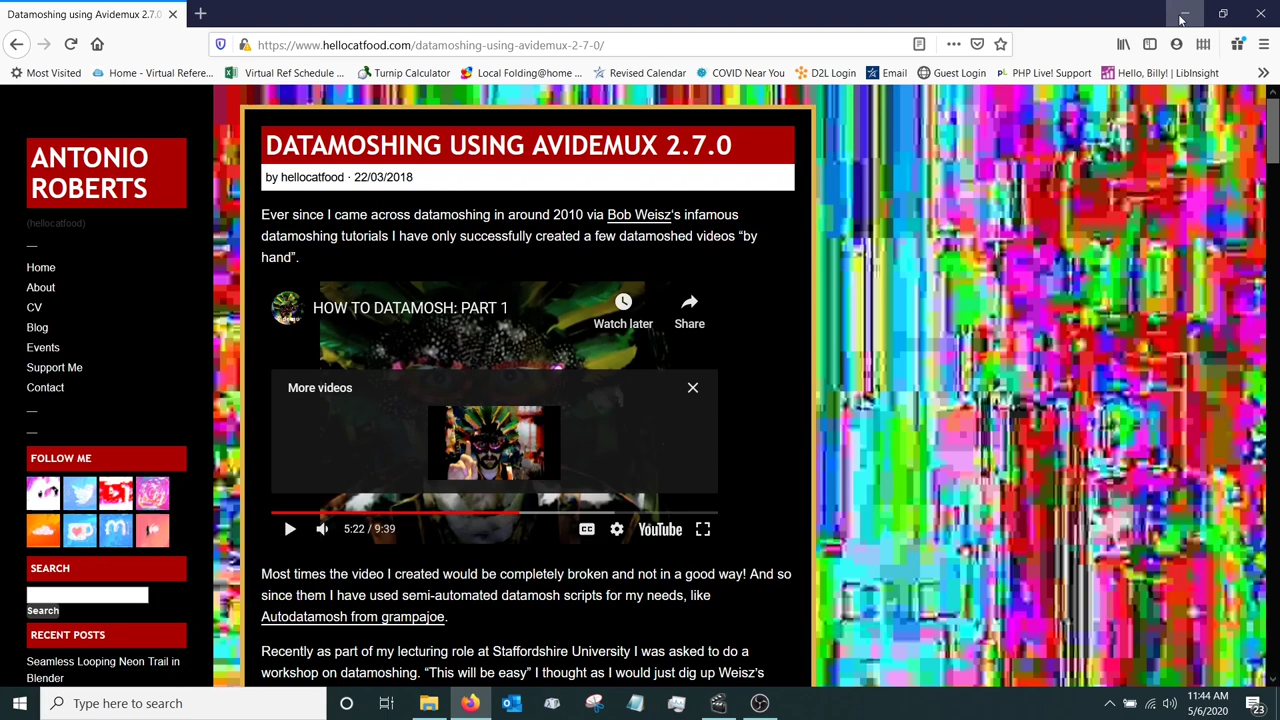 Datamoshing using Avidemux 2.7.0
https://www.hellocatfood.com/datamoshing-using-avidemux-2-7-0/
Most Visited
Home - Virtual Refere...
Virtual Ref Schedule ...
Turnip Calculator
Local Folding@home ...
Revised Calendar
COVID Near You
D2L Login
Email
Guest Login
PHP Live! Support
Hello, Billy! | LibInsight
ANTONIO
ROBERTS
(hellocatfood)
—
Home
About
CV
Blog
Events
Support Me
Contact
—
—
FOLLOW ME
SEARCH
Search
RECENT POSTS
Seamless Looping Neon Trail in
Blender
DATAMOSHING USING AVIDEMUX 2.7.0
by hellocatfood · 22/03/2018
Ever since I came across datamoshing in around 2010 via Bob Weisz‘s infamous
datamoshing tutorials I have only successfully created a few datamoshed videos “by
hand”.
HOW TO DATAMOSH: PART 1
Watch later
Share
More videos
5:22 / 9:39
CC
YouTube
Most times the video I created would be completely broken and not in a good way! And so
since them I have used semi-automated datamosh scripts for my needs, like
Autodatamosh from grampajoe.
Recently as part of my lecturing role at Staffordshire University I was asked to do a
workshop on datamoshing. “This will be easy” I thought as I would just dig up Weisz’s
Type here to search
11:44 AM
5/6/2020
23